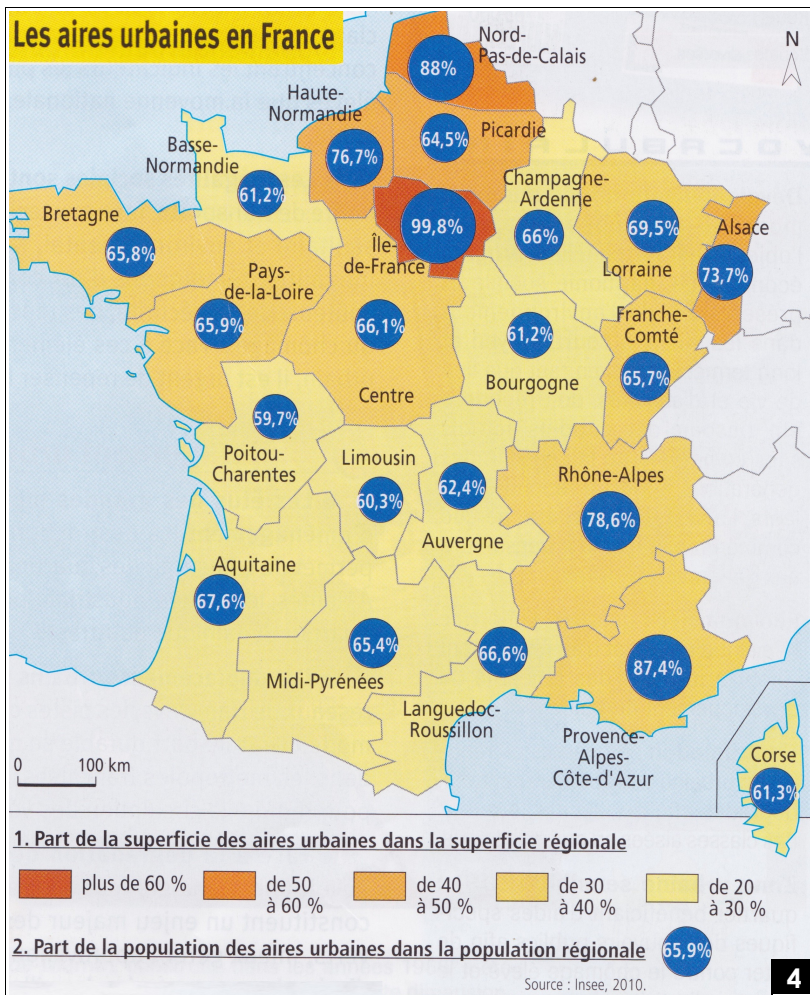 Les aires urbaines en France
N
Nord-
Pas-de-Calais
88%
Haute-
Normandie
76,7%
64,5%
Picardie
Basse-
Normandie
61,2%
Champagne-
Ardenne
66%
99,8%
Île-
de-France
69,5%
Lorraine
Alsace
73,7%
Bretagne
65,8%
Pays-
de-la-Loire
65,9%
66,1%
Centre
61,2%
Bourgogne
Franche-
Comté
65,7%
59,7%
Poitou-
Charentes
Limousin
60,3%
62,4%
Auvergne
Rhône-Alpes
78,6%
Aquitaine
67,6%
65,4%
Midi-Pyrénées
66,6%
Languedoc-
Roussillon
87,4%
Provence-
Alpes-
Côte-d'Azur
Corse
61,3%
0 100 km
1. Part de la superficie des aires urbaines dans la superficie régionale
plus de 60 %
de 50
à 60 %
de 40
à 50 %
de 30
à 40 %
de 20
à 30 %
2. Part de la population des aires urbaines dans la population régionale
65,9%
Source : Insee, 2010.
4